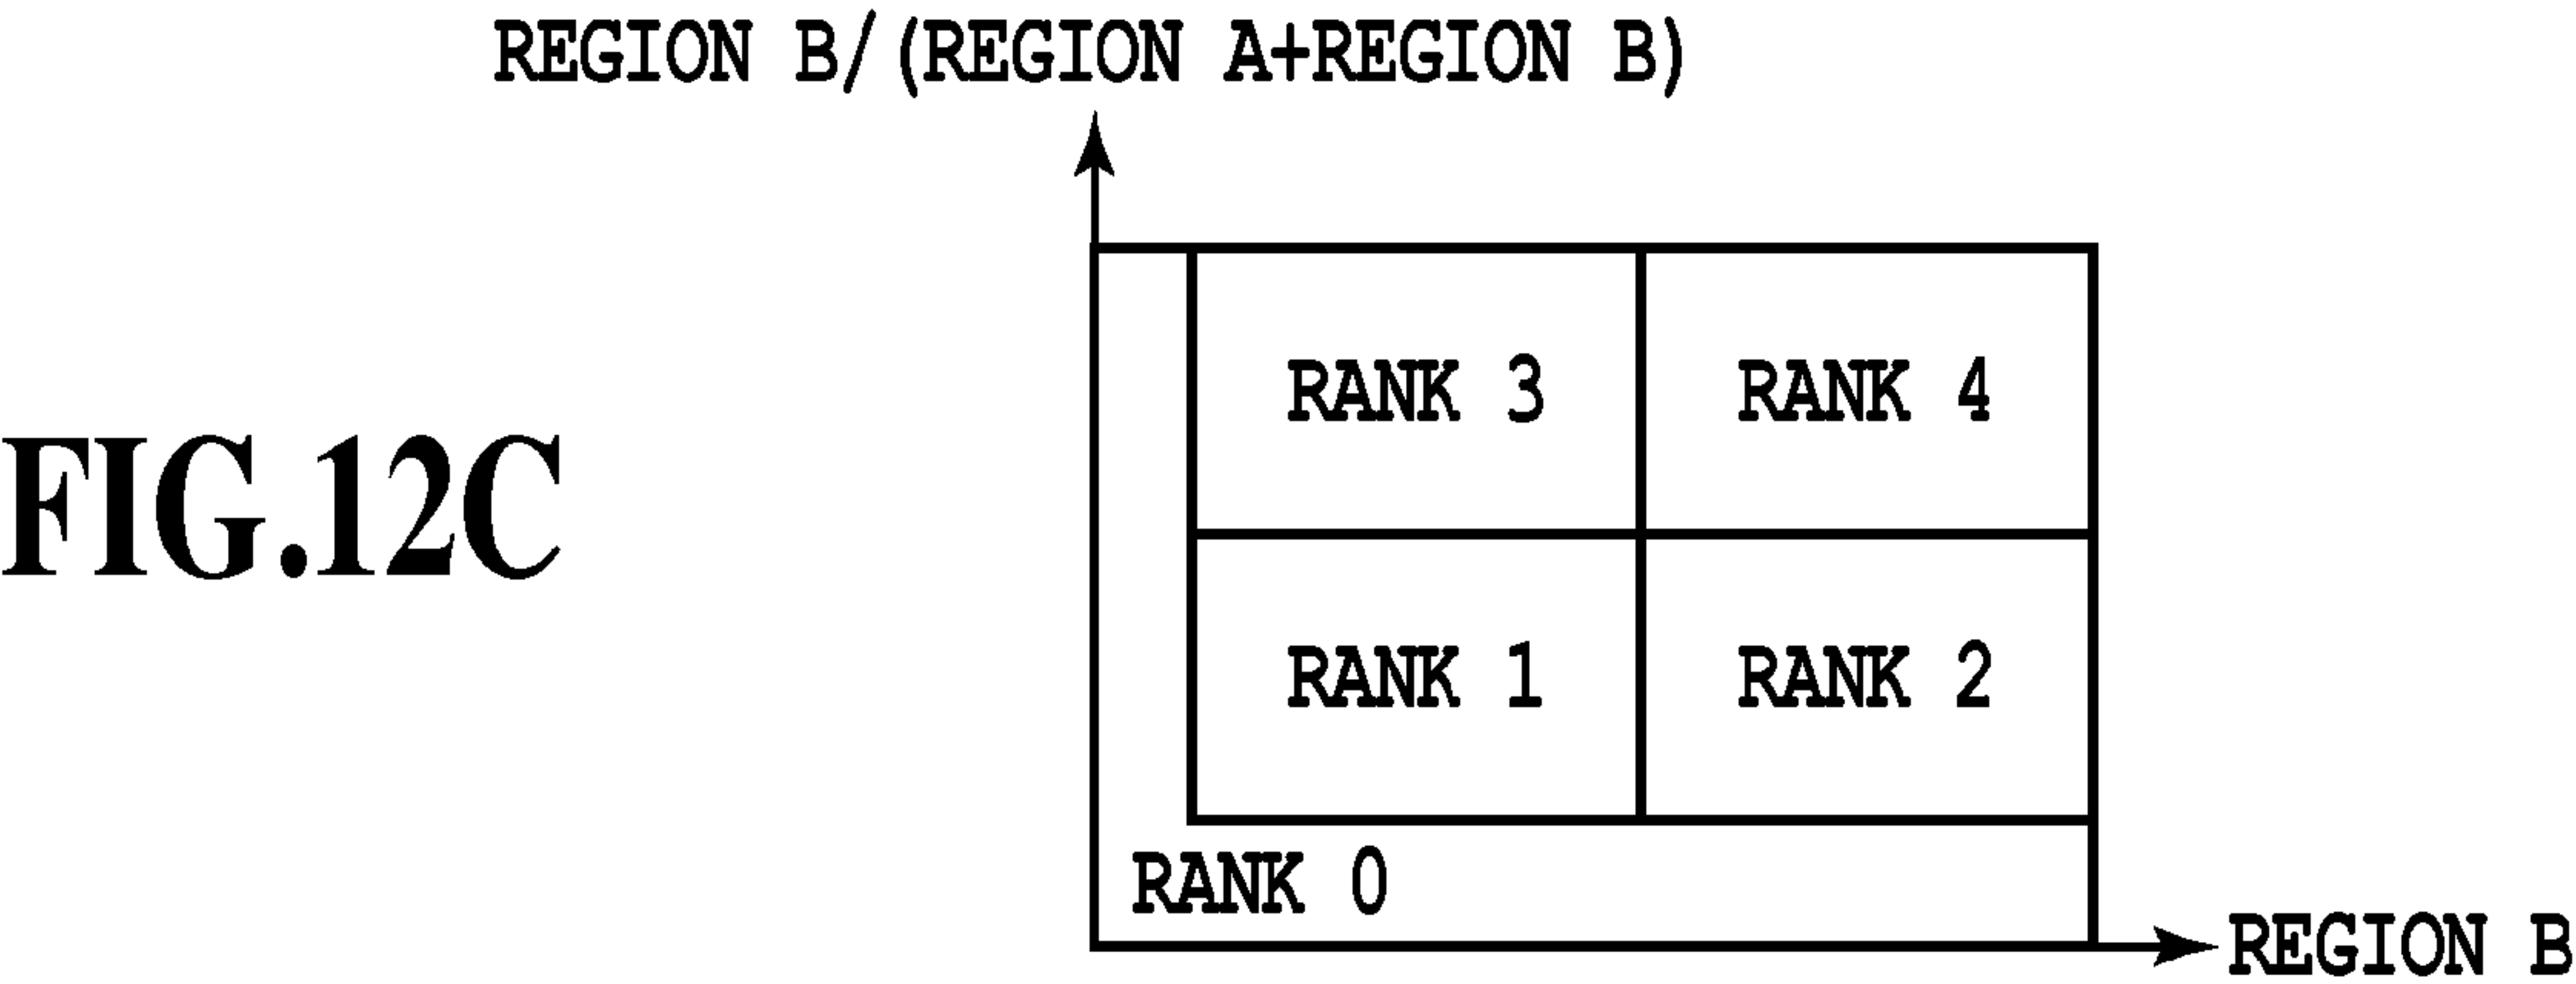 REGION B/(REGION A+REGION B)
RANK 3
RANK 4
FIG.12C
RANK 1
RANK 2
RANK 0
REGION B